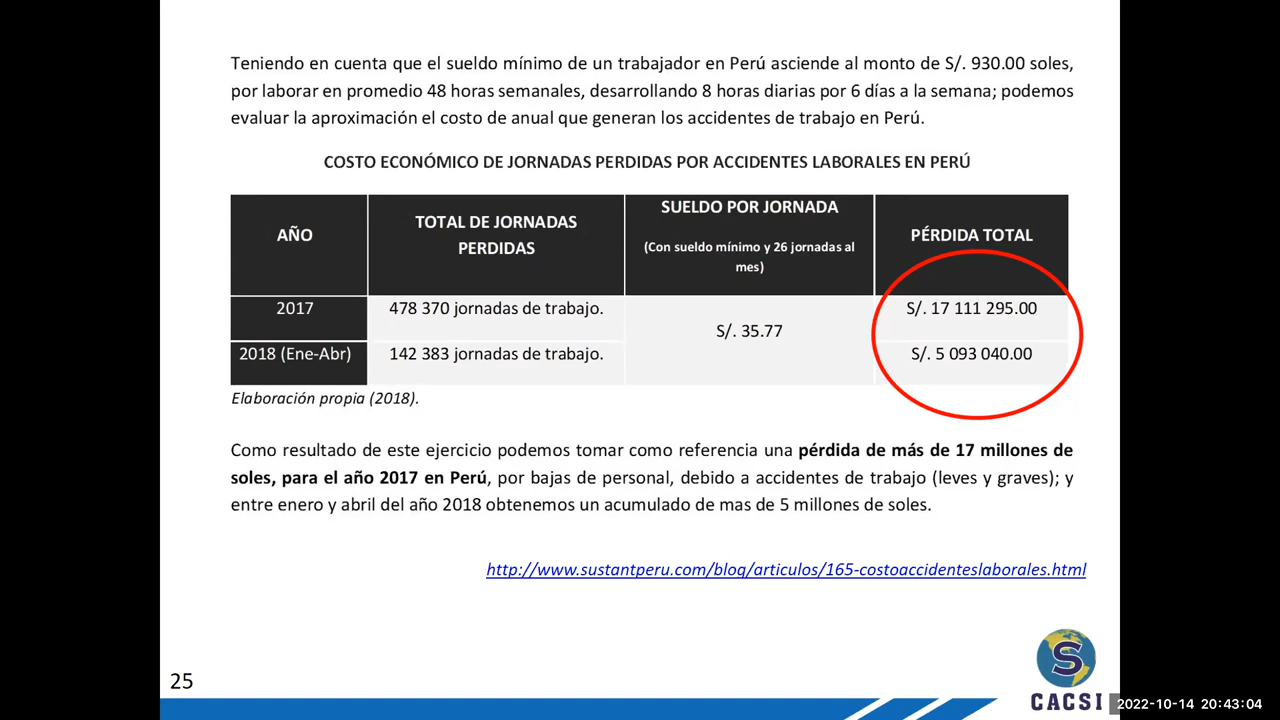 Teniendo en cuenta que el sueldo mínimo de un trabajador en Perú asciende al monto de S/. 930.00 soles,
por laborar en promedio 48 horas semanales, desarrollando 8 horas diarias por 6 días a la semana; podemos
evaluar la aproximación el costo de anual que generan los accidentes de trabajo en Perú.
COSTO ECONÓMICO DE JORNADAS PERDIDAS POR ACCIDENTES LABORALES EN PERÚ
AÑO
TOTAL DE JORNADAS
PERDIDAS
SUELDO POR JORNADA
(Con sueldo mínimo y 26 jornadas al
mes)
PÉRDIDA TOTAL
2017
478 370 jornadas de trabajo.
S/. 35.77
S/. 17 111 295.00
2018 (Ene-Abr)
142 383 jornadas de trabajo.
S/. 5 093 040.00
Elaboración propia (2018).
Como resultado de este ejercicio podemos tomar como referencia una pérdida de más de 17 millones de
soles, para el año 2017 en Perú, por bajas de personal, debido a accidentes de trabajo (leves y graves); y
entre enero y abril del año 2018 obtenemos un acumulado de mas de 5 millones de soles.
http://www.sustantperu.com/blog/articulos/165-costoaccidenteslaborales.html
25
S
CACSI
2022-10-14 20:43:04